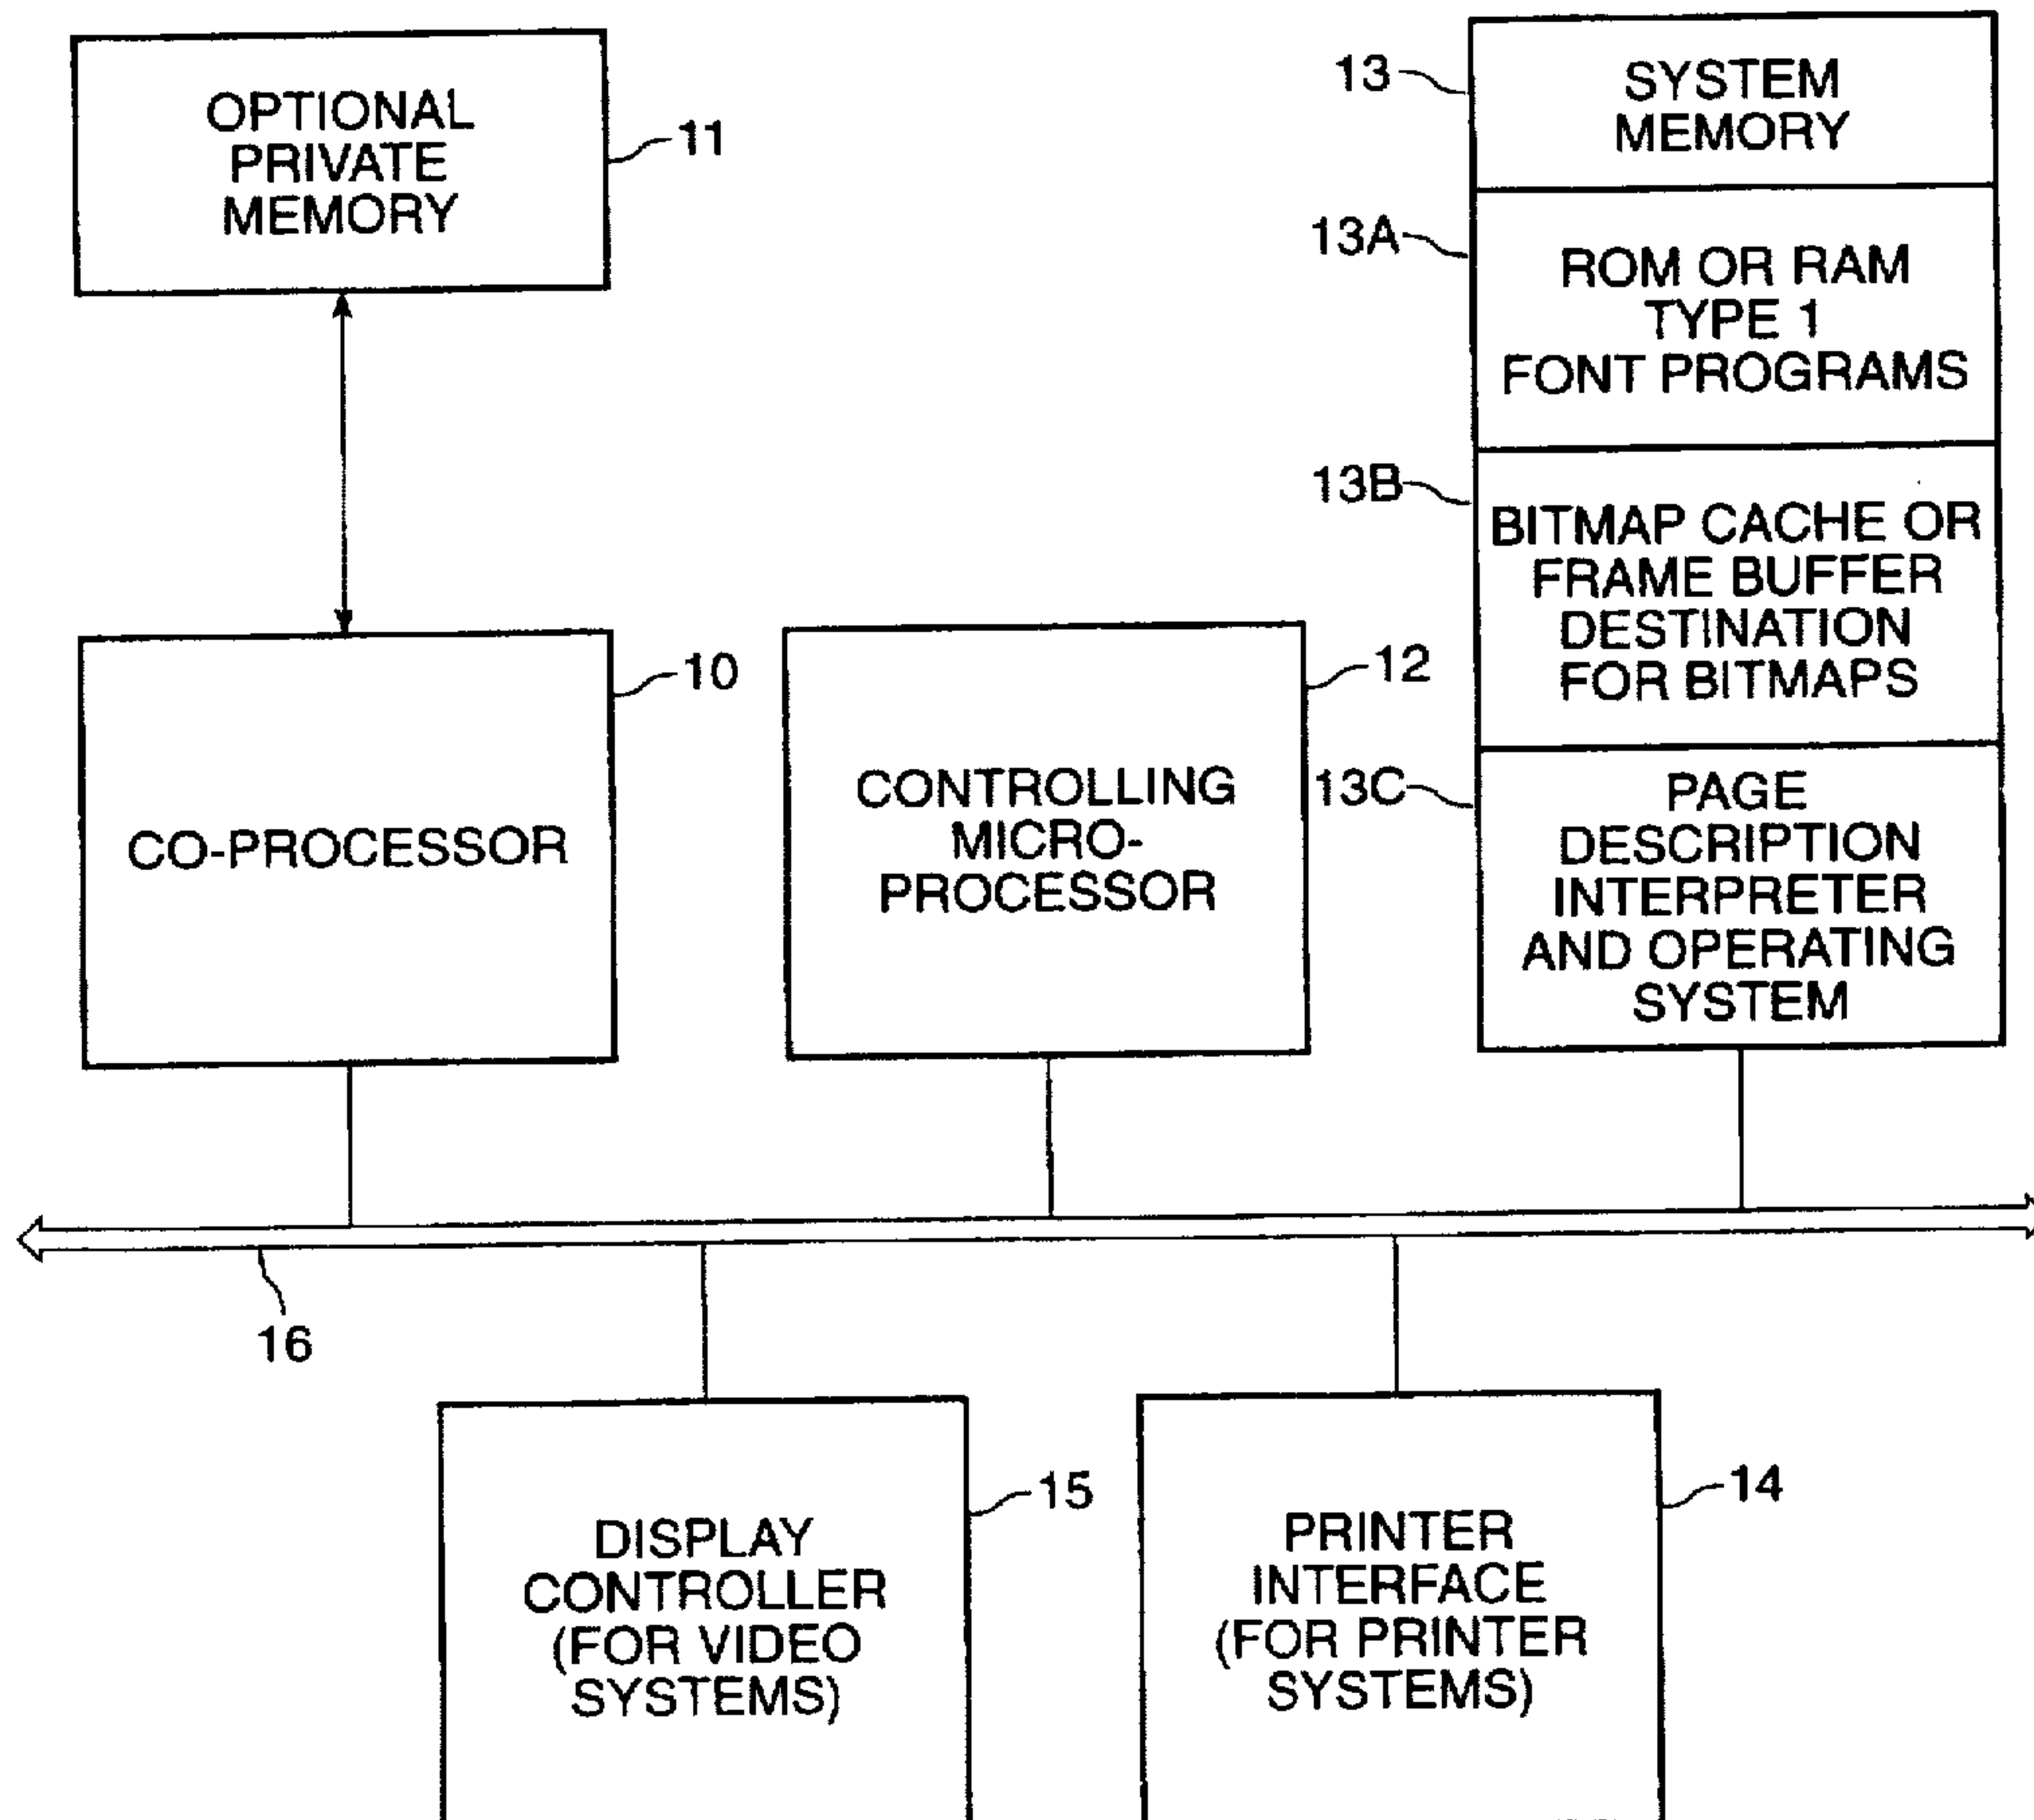 OPTIONAL
PRIVATE
MEMORY
11
13
SYSTEM
MEMORY
13A
ROM OR RAM
TYPE 1
FONT PROGRAMS
13B
BITMAP CACHE OR
FRAME BUFFER
DESTINATION
FOR BITMAPS
10
CO-PROCESSOR
12
CONTROLLING
MICRO-
PROCESSOR
13C
PAGE
DESCRIPTION
INTERPRETER
AND OPERATING
SYSTEM
16
15
DISPLAY
CONTROLLER
(FOR VIDEO
SYSTEMS)
14
PRINTER
INTERFACE
(FOR PRINTER
SYSTEMS)